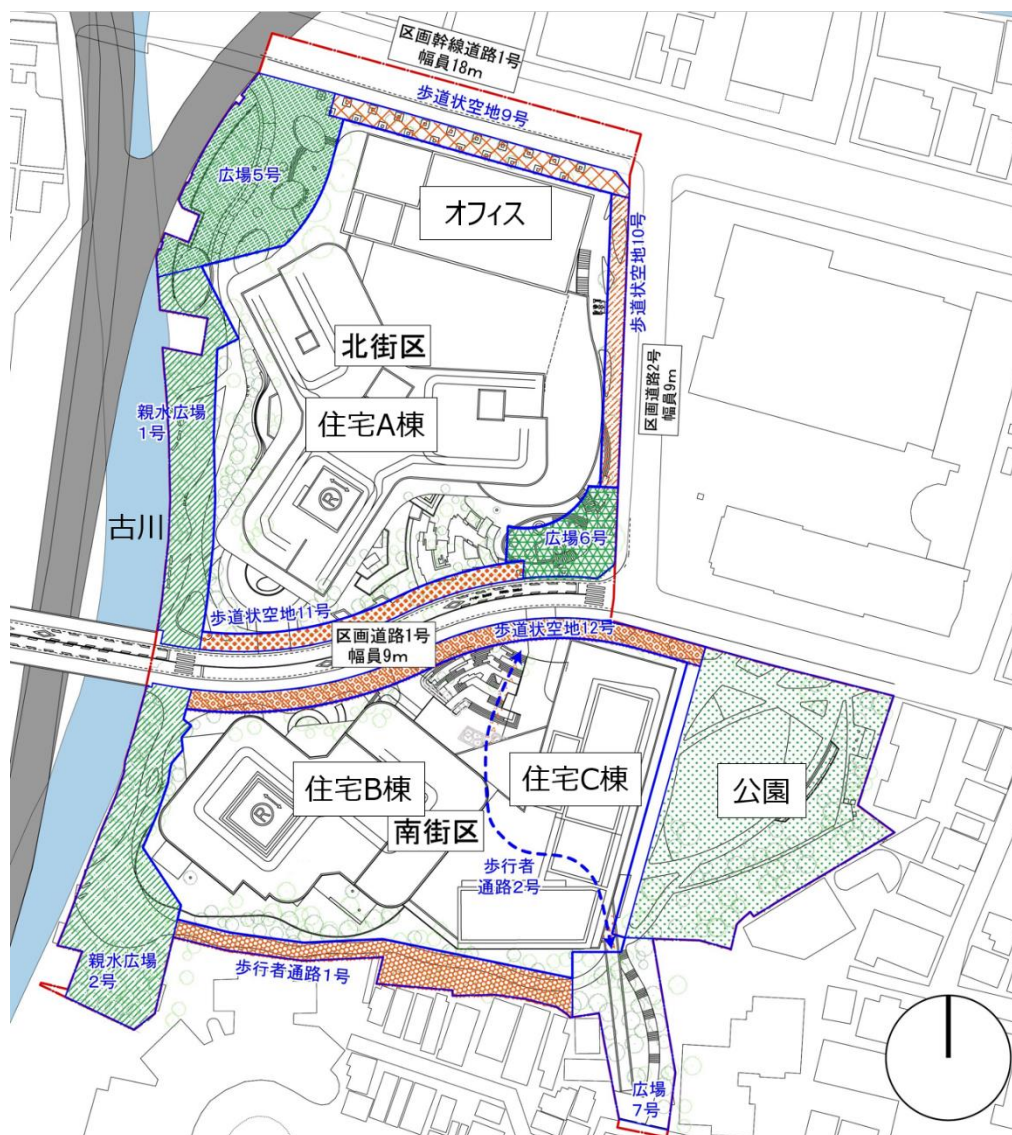 区画幹線道路1号
幅員18m
歩道状空地9号
広場5号
オフィス
歩道状空地10号
北街区
区画道路2号
幅員9m
親水広場
1号
住宅A棟
R
古川
広場6号
歩道状空地11号
区画道路1号
幅員9m
歩道状空地12号
住宅B棟
R
住宅C棟
公園
南街区
歩行者
通路2号
親水広場
2号
歩行者通路1号
広場
7号